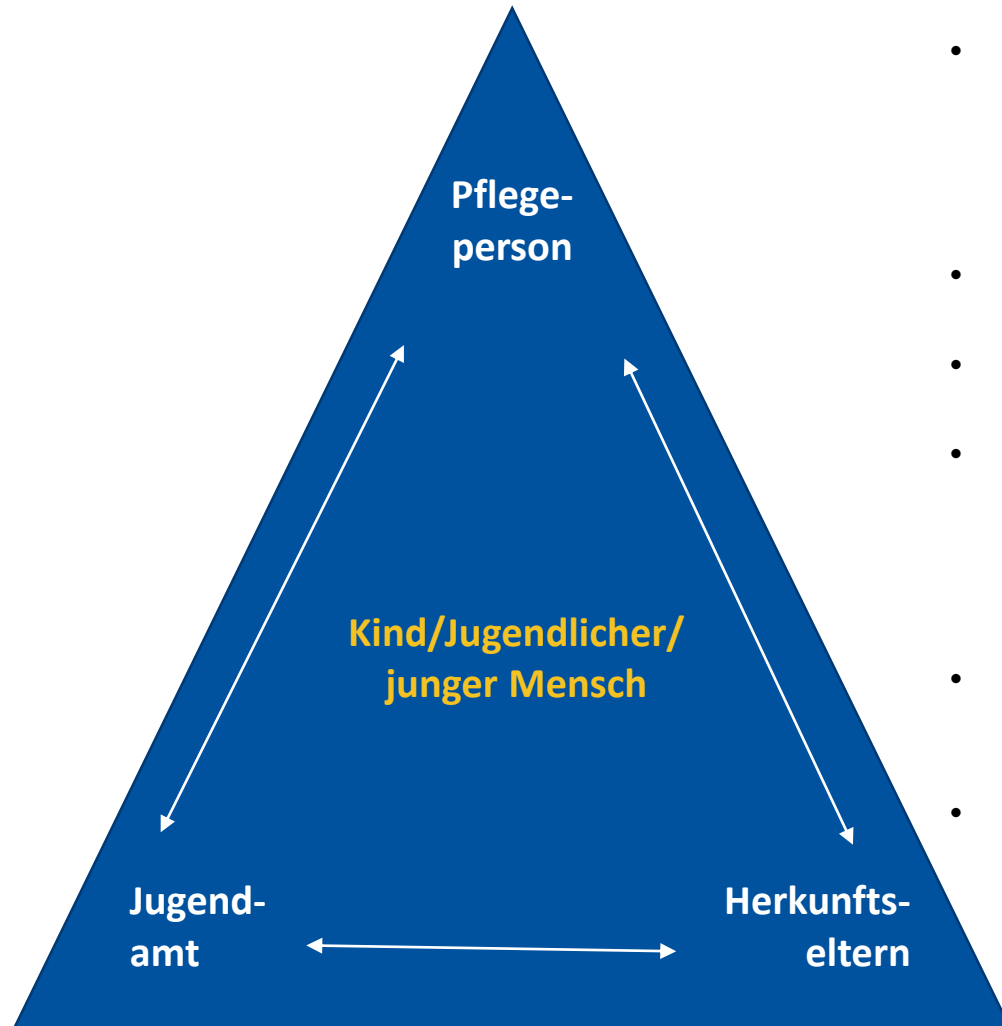 Pflege-
person
Kind/Jugendlicher/
junger Mensch
Jugend-
amt
Herkunfts-
eltern